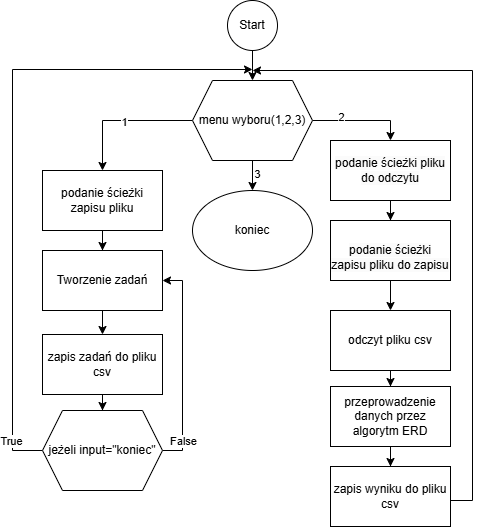 Start
menu wyboru(1,2,3)
1
2
3
podanie ścieżki
zapisu pliku
Tworzenie zadań
zapis zadań do pliku
csv
jeżeli input="koniec"
True
False
koniec
podanie ścieżki pliku
do odczytu
podanie ścieżki
zapisu pliku do zapisu
odczyt pliku csv
przeprowadzenie
danych przez
algorytm ERD
zapis wyniku do pliku
csv